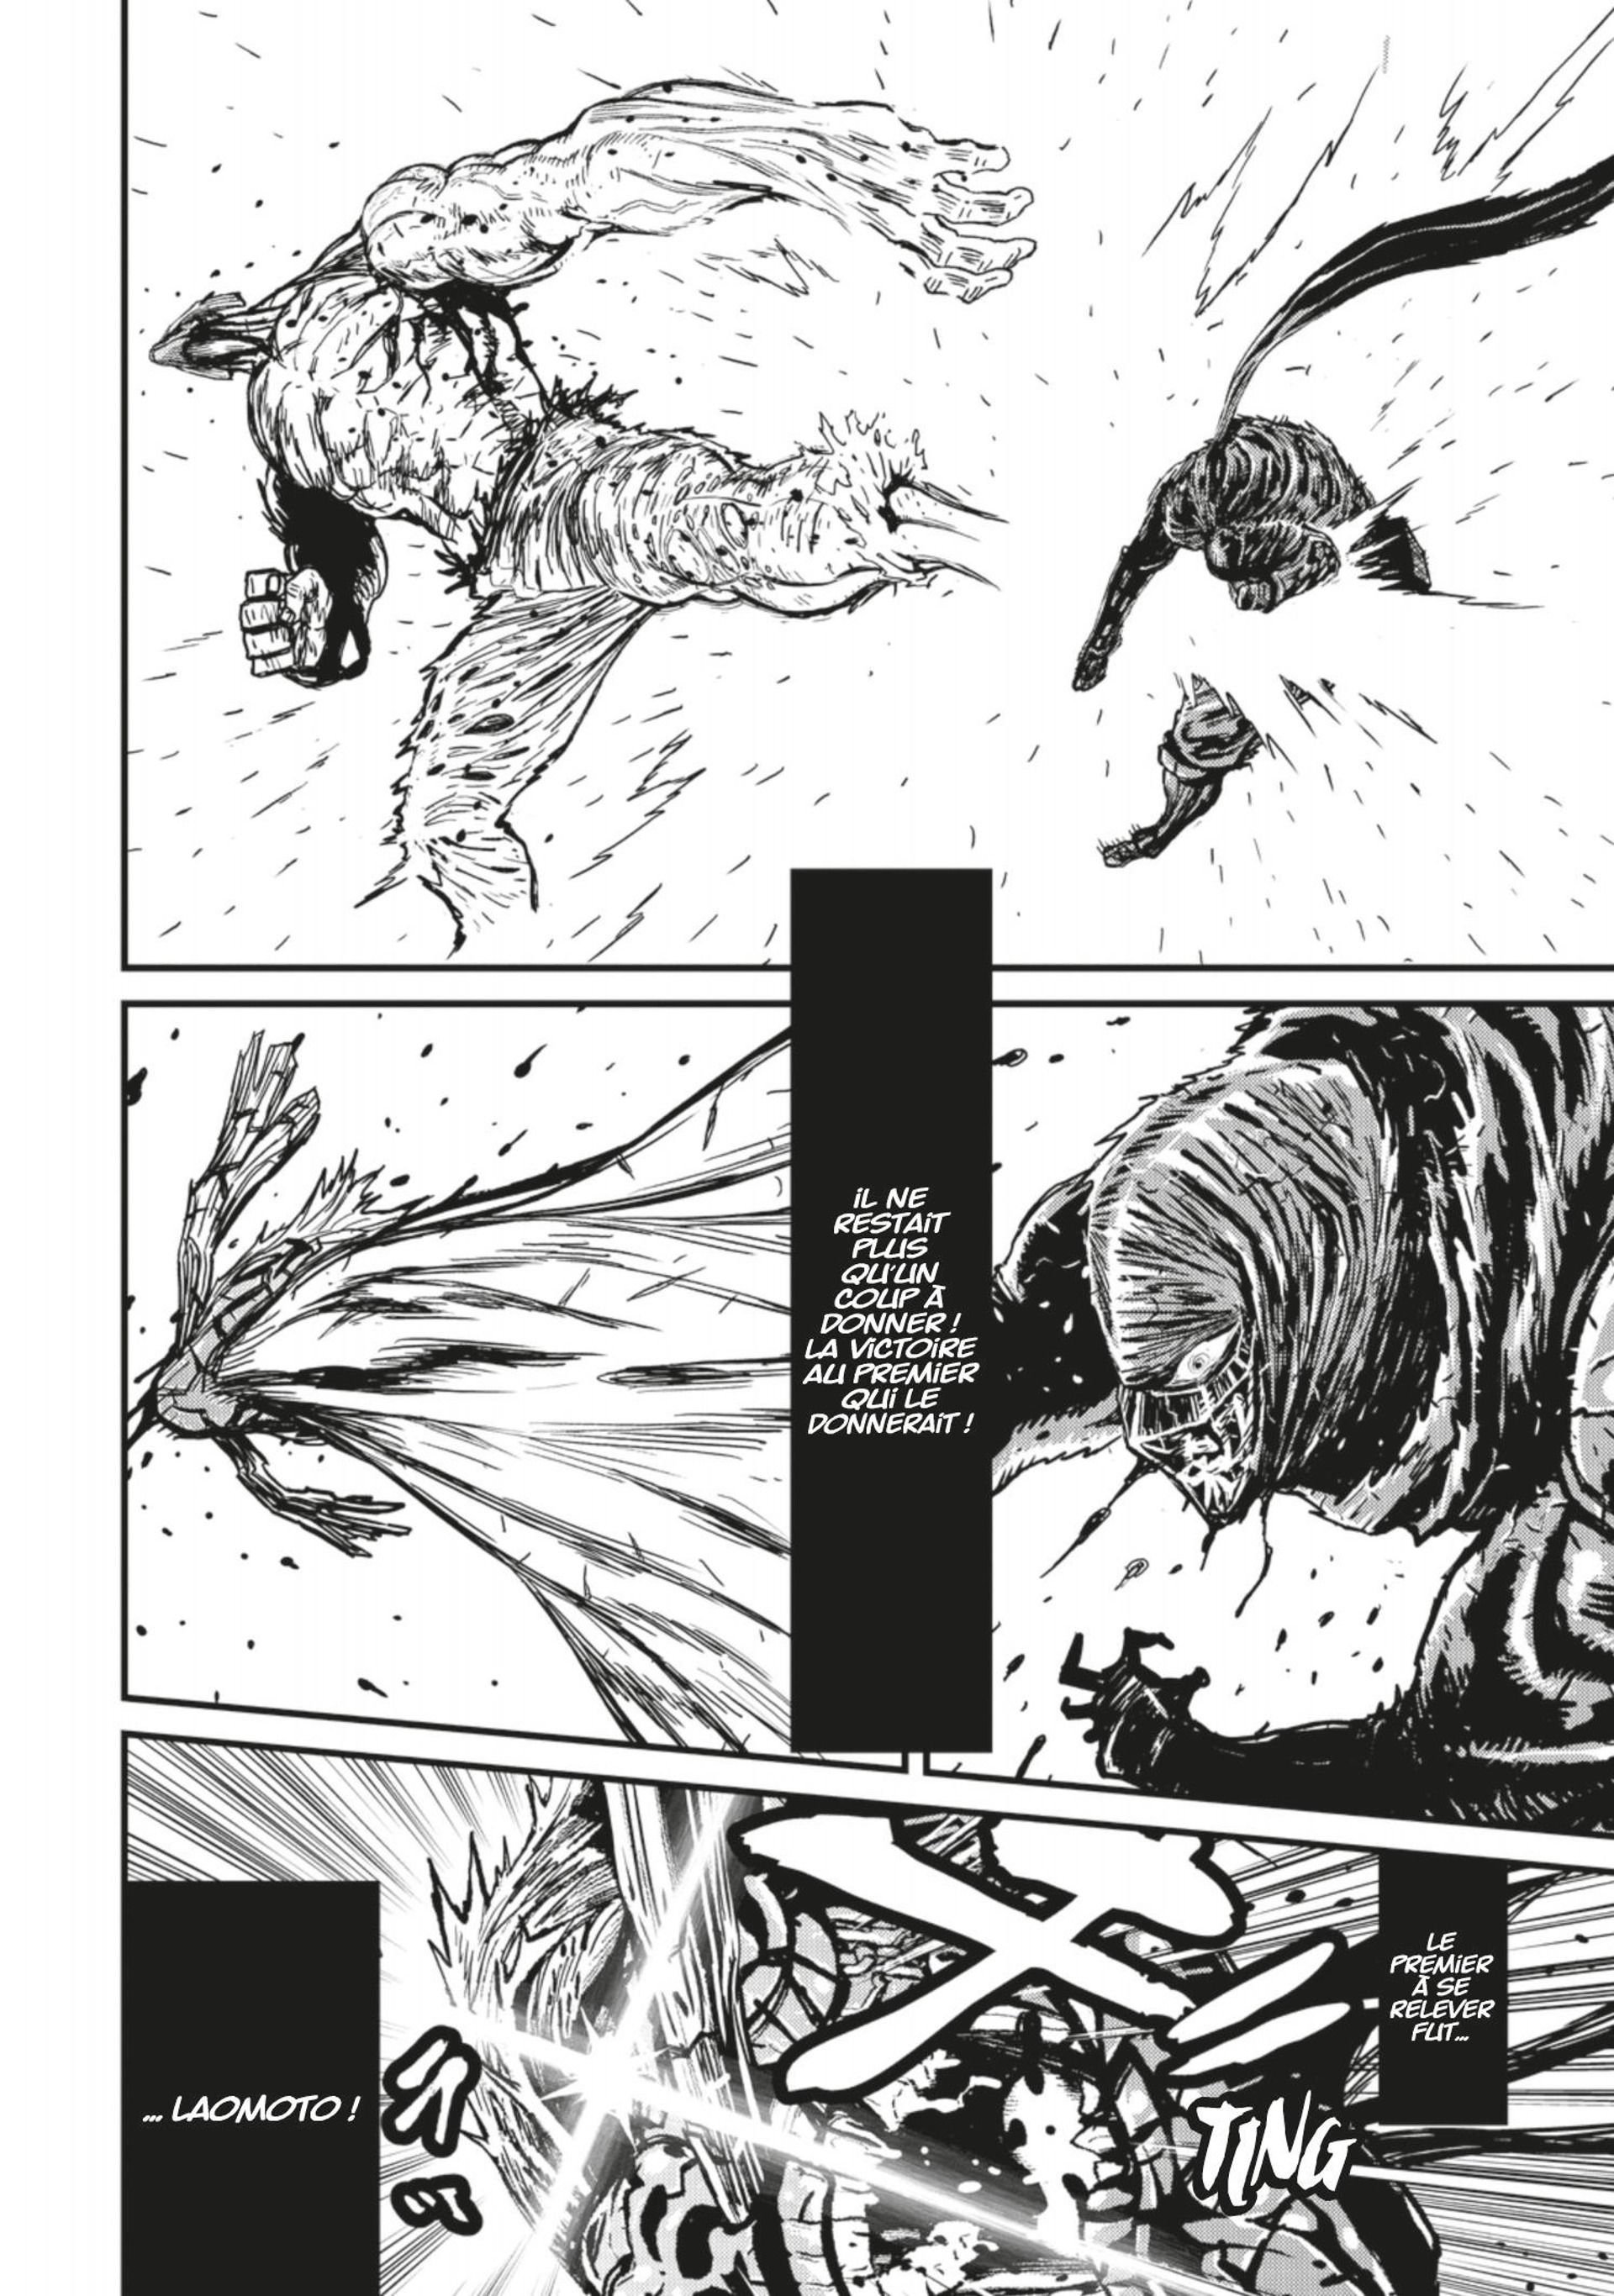 iL NE
RESTAiT
PLUS
QU'UN
COUP À
DONNER !
LA ViCTOiRE
AU PREMiER
QUi LE
DONNERAiT !
LE
PREMiER
À SE
RELEVER
FUT...
TING
... LAOMOTO !